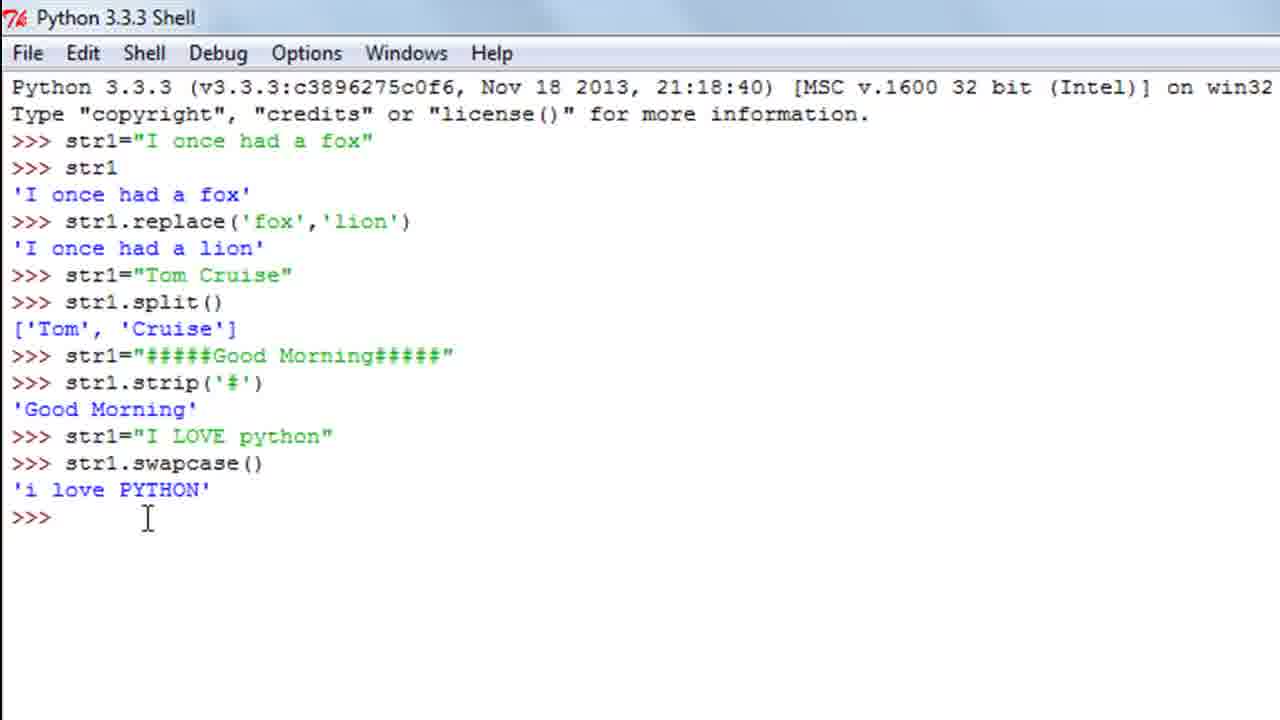 Python 3.3.3 Shell
File Edit Shell Debug Options Windows Help
Python 3.3.3 (v3.3.3:c3896275c0f6, Nov 18 2013, 21:18:40) [MSC v.1600 32 bit (Intel)] on win32
Type "copyright", "credits" or "license()" for more information.
>>> str1="I once had a fox"
>>> str1
'I once had a fox'
>>> str1.replace('fox','lion')
'I once had a lion'
>>> str1="Tom Cruise"
>>> str1.split()
['Tom', 'Cruise']
>>> str1="#####Good Morning#####"
>>> str1.strip('#')
'Good Morning'
>>> str1="I LOVE python"
>>> str1.swapcase()
'i love PYTHON'
>>>